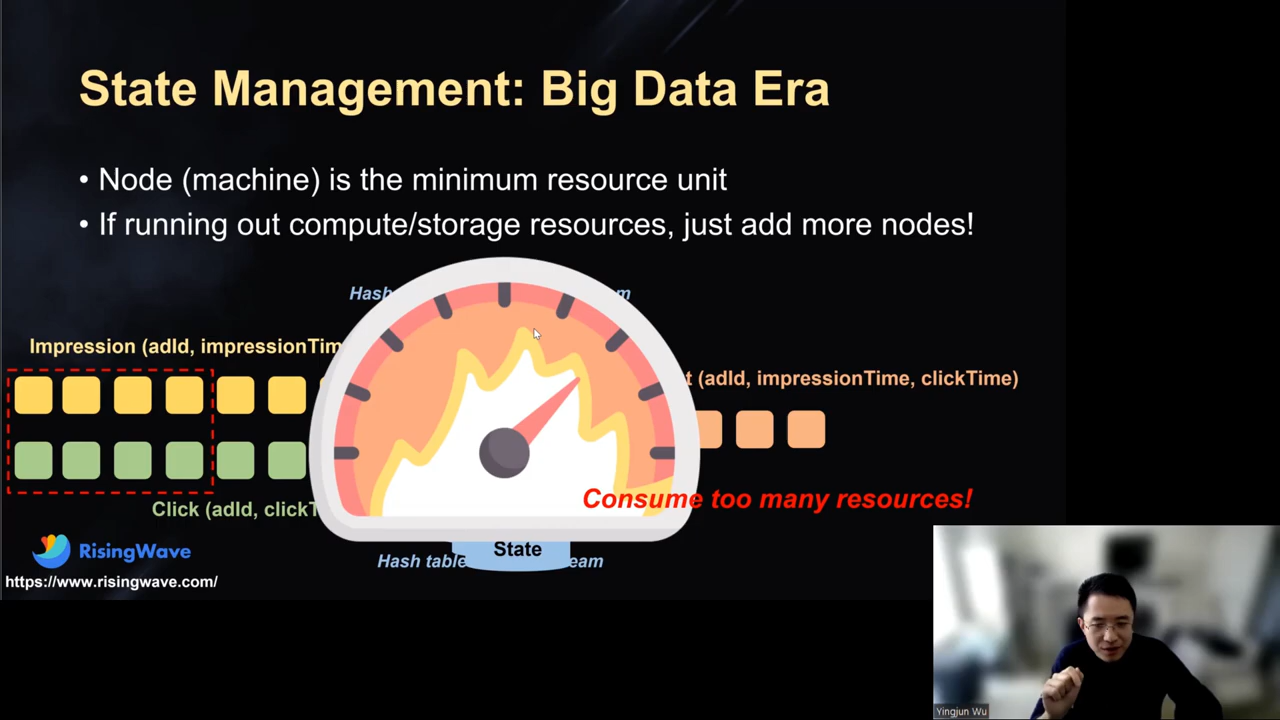 State Management: Big Data Era
• Node (machine) is the minimum resource unit
• If running out compute/storage resources, just add more nodes!
Hash
Impression (adId, impressionTim
t (adId, impressionTime, clickTime)
Consume too many resources!
Click (adId, clickT
State
Hash table
RisingWave
https://www.risingwave.com/
Yingjun Wu